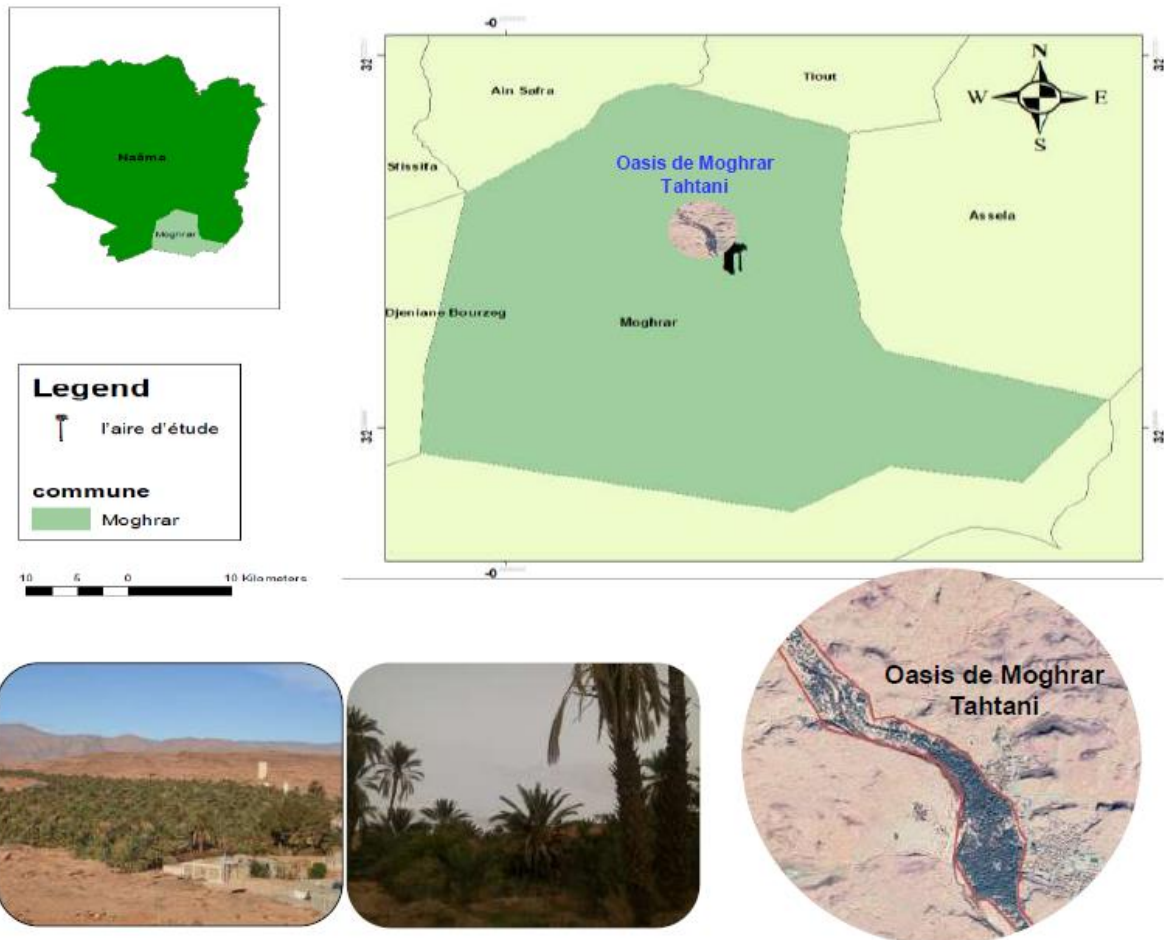 Naâma
Moghrar
-0
32
32
N
W E
S
Ain Safra
Tiout
Sfissifa
Oasis de Moghrar
Tahtani
Assela
Djeniane Bourzeg
Moghrar
32
32
-0
Legend
l'aire d'étude
commune
Moghrar
10 5 0 10 Kilometers
Oasis de Moghrar
Tahtani